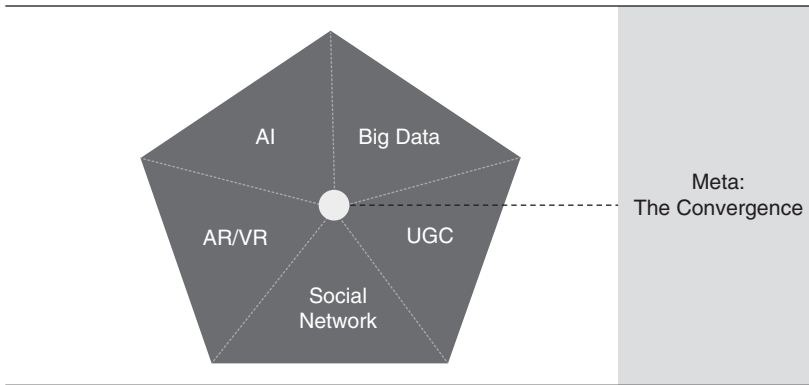 AI
Big Data
AR/VR
UGC
Social
Network
Meta:
The Convergence